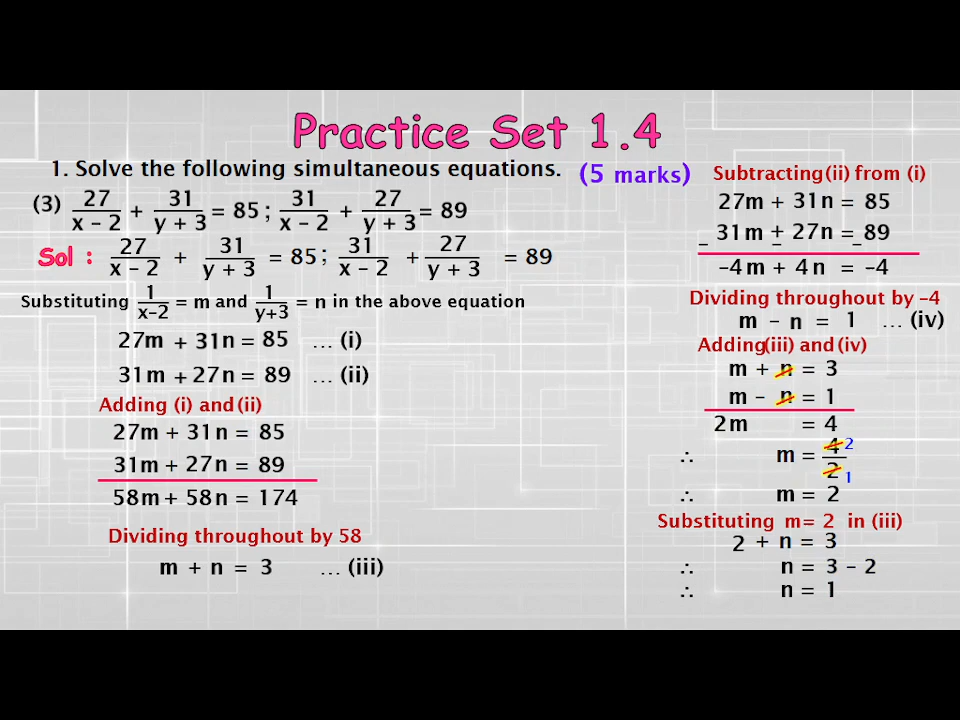 Practice Set 1.4
1. Solve the following simultaneous equations. (5 marks)
(3) 27/(x – 2) + 31/(y + 3) = 85 ; 31/(x – 2) + 27/(y + 3) = 89
Sol : 27/(x – 2) + 31/(y + 3) = 85 ; 31/(x – 2) + 27/(y + 3) = 89
Substituting 1/(x–2) = m and 1/(y+3) = n in the above equation
27m + 31n = 85 ... (i)
31m + 27n = 89 ... (ii)
Adding (i) and (ii)
27m + 31n = 85
31m + 27n = 89
58m + 58n = 174
Dividing throughout by 58
m + n = 3 ... (iii)
Subtracting (ii) from (i)
27m + 31n = 85
31m + 27n = 89
– – –
–4m + 4n = –4
Dividing throughout by –4
m – n = 1 ... (iv)
Adding (iii) and (iv)
m + n = 3
m – n = 1
2m = 4
∴ m = 4/2 2 1
∴ m = 2
Substituting m = 2 in (iii)
2 + n = 3
∴ n = 3 – 2
∴ n = 1